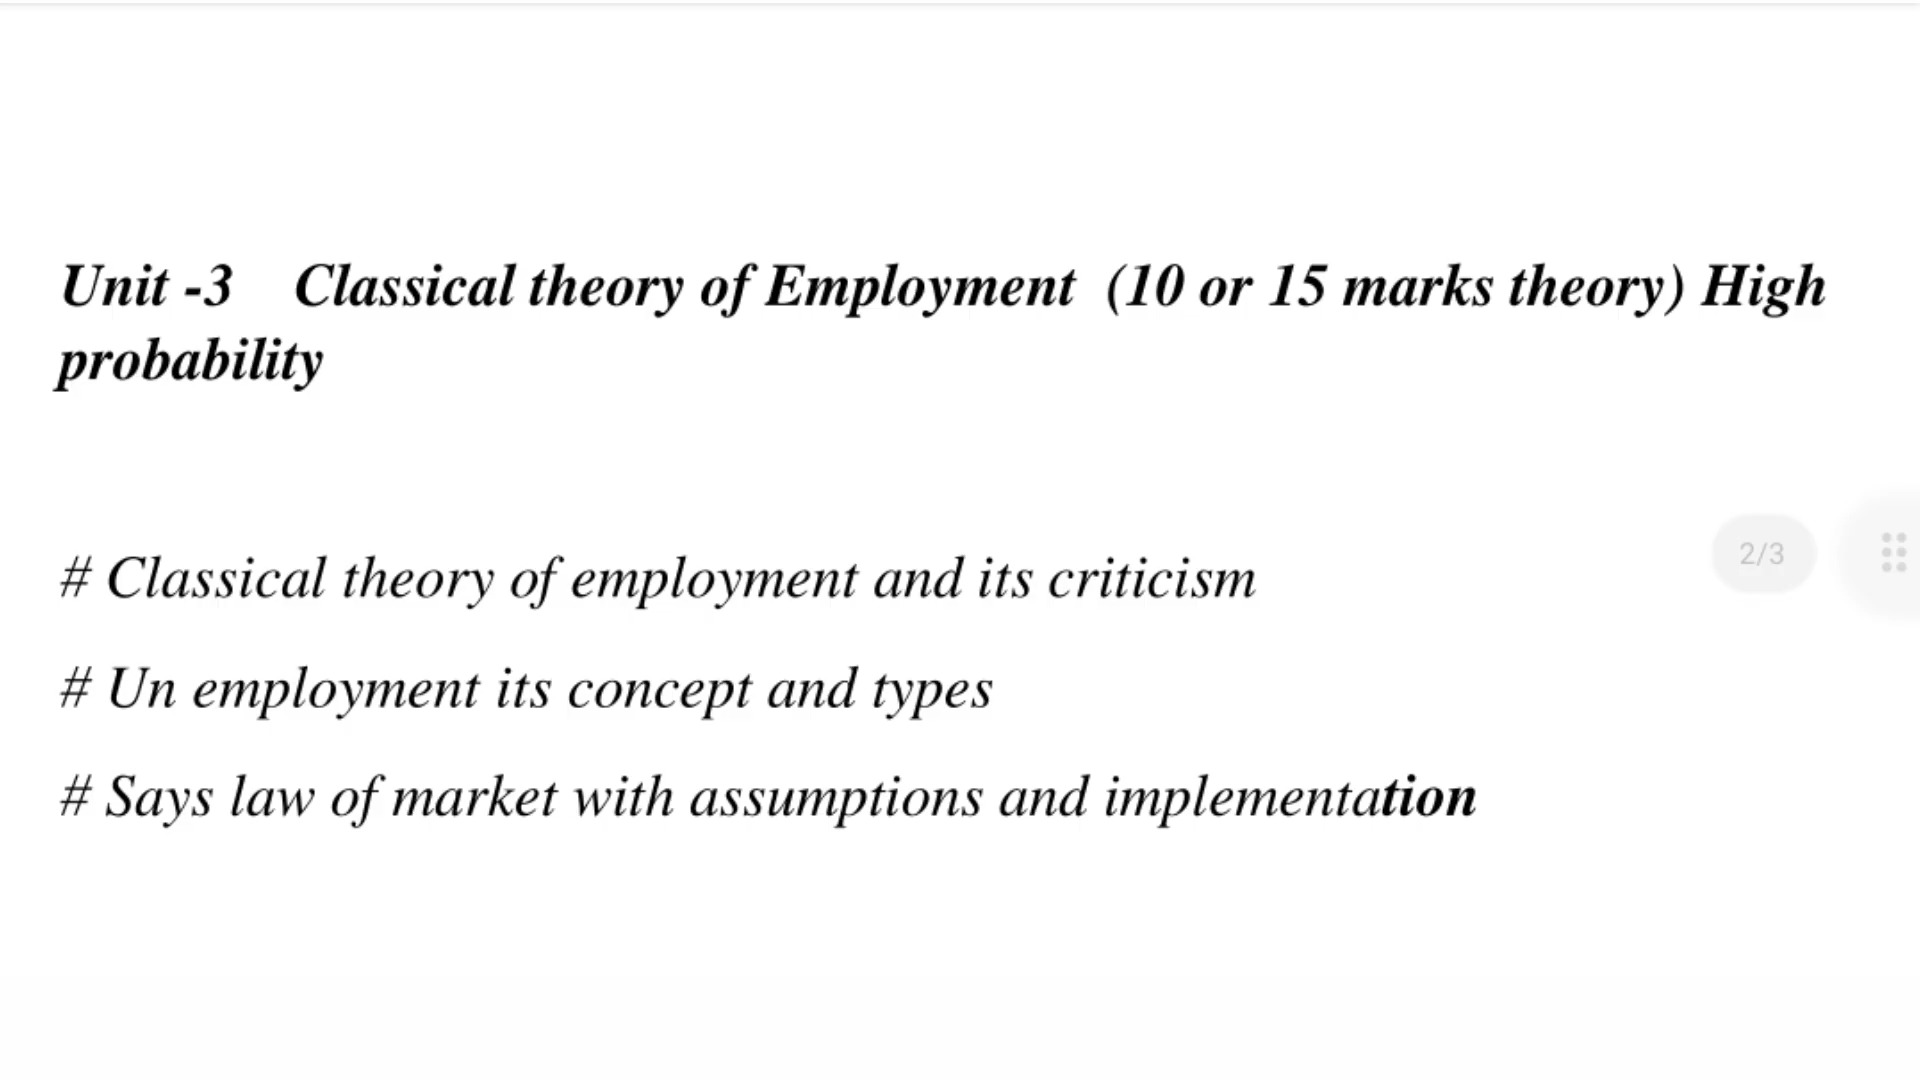 Unit -3 Classical theory of Employment (10 or 15 marks theory) High
probability
# Classical theory of employment and its criticism
2/3
# Un employment its concept and types
# Says law of market with assumptions and implementation